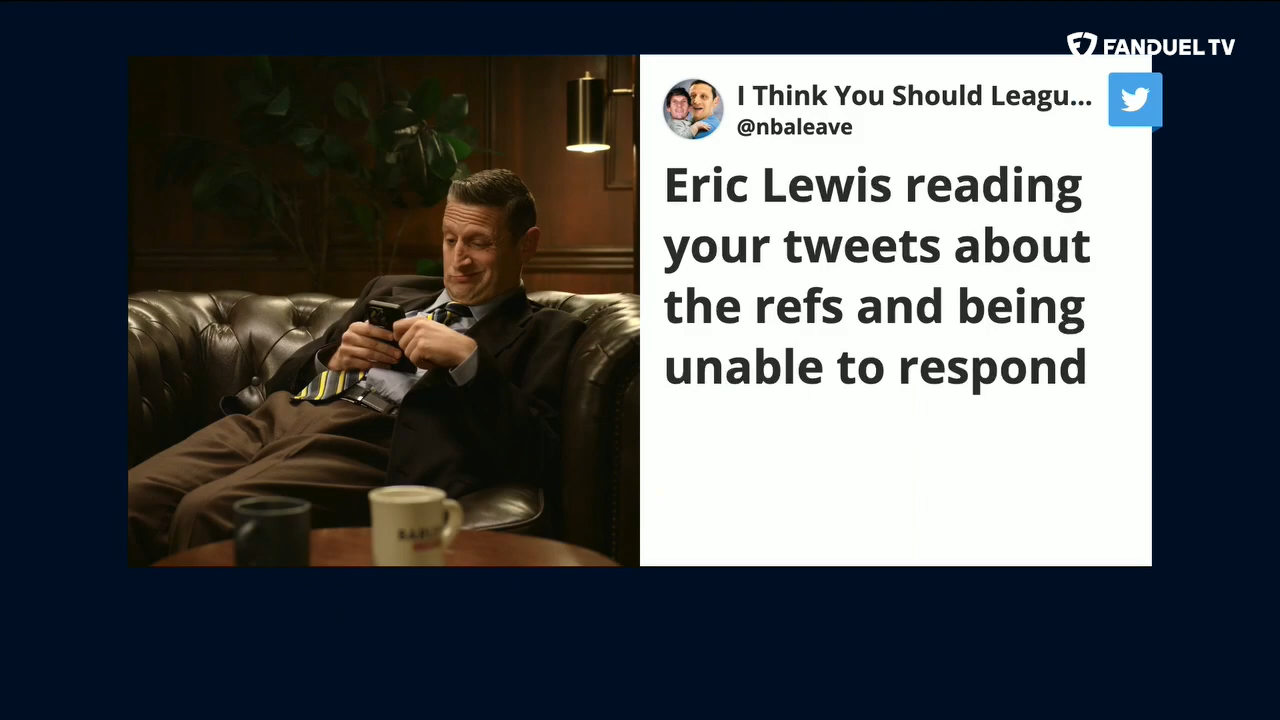 FANDUEL TV
I Think You Should Leagu...
@nbaleave
Eric Lewis reading
your tweets about
the refs and being
unable to respond